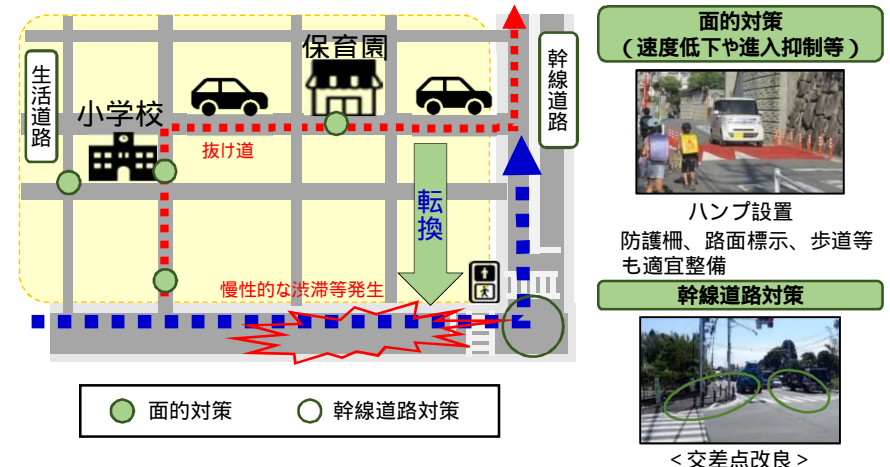 生活道路
小学校
保育園
幹線道路
抜け道
転換
慢性的な渋滞等発生
面的対策
幹線道路対策
面的対策
（速度低下や進入抑制等）
ハンプ設置
防護柵、路面標示、歩道等
も適宜整備
幹線道路対策
<交差点改良>